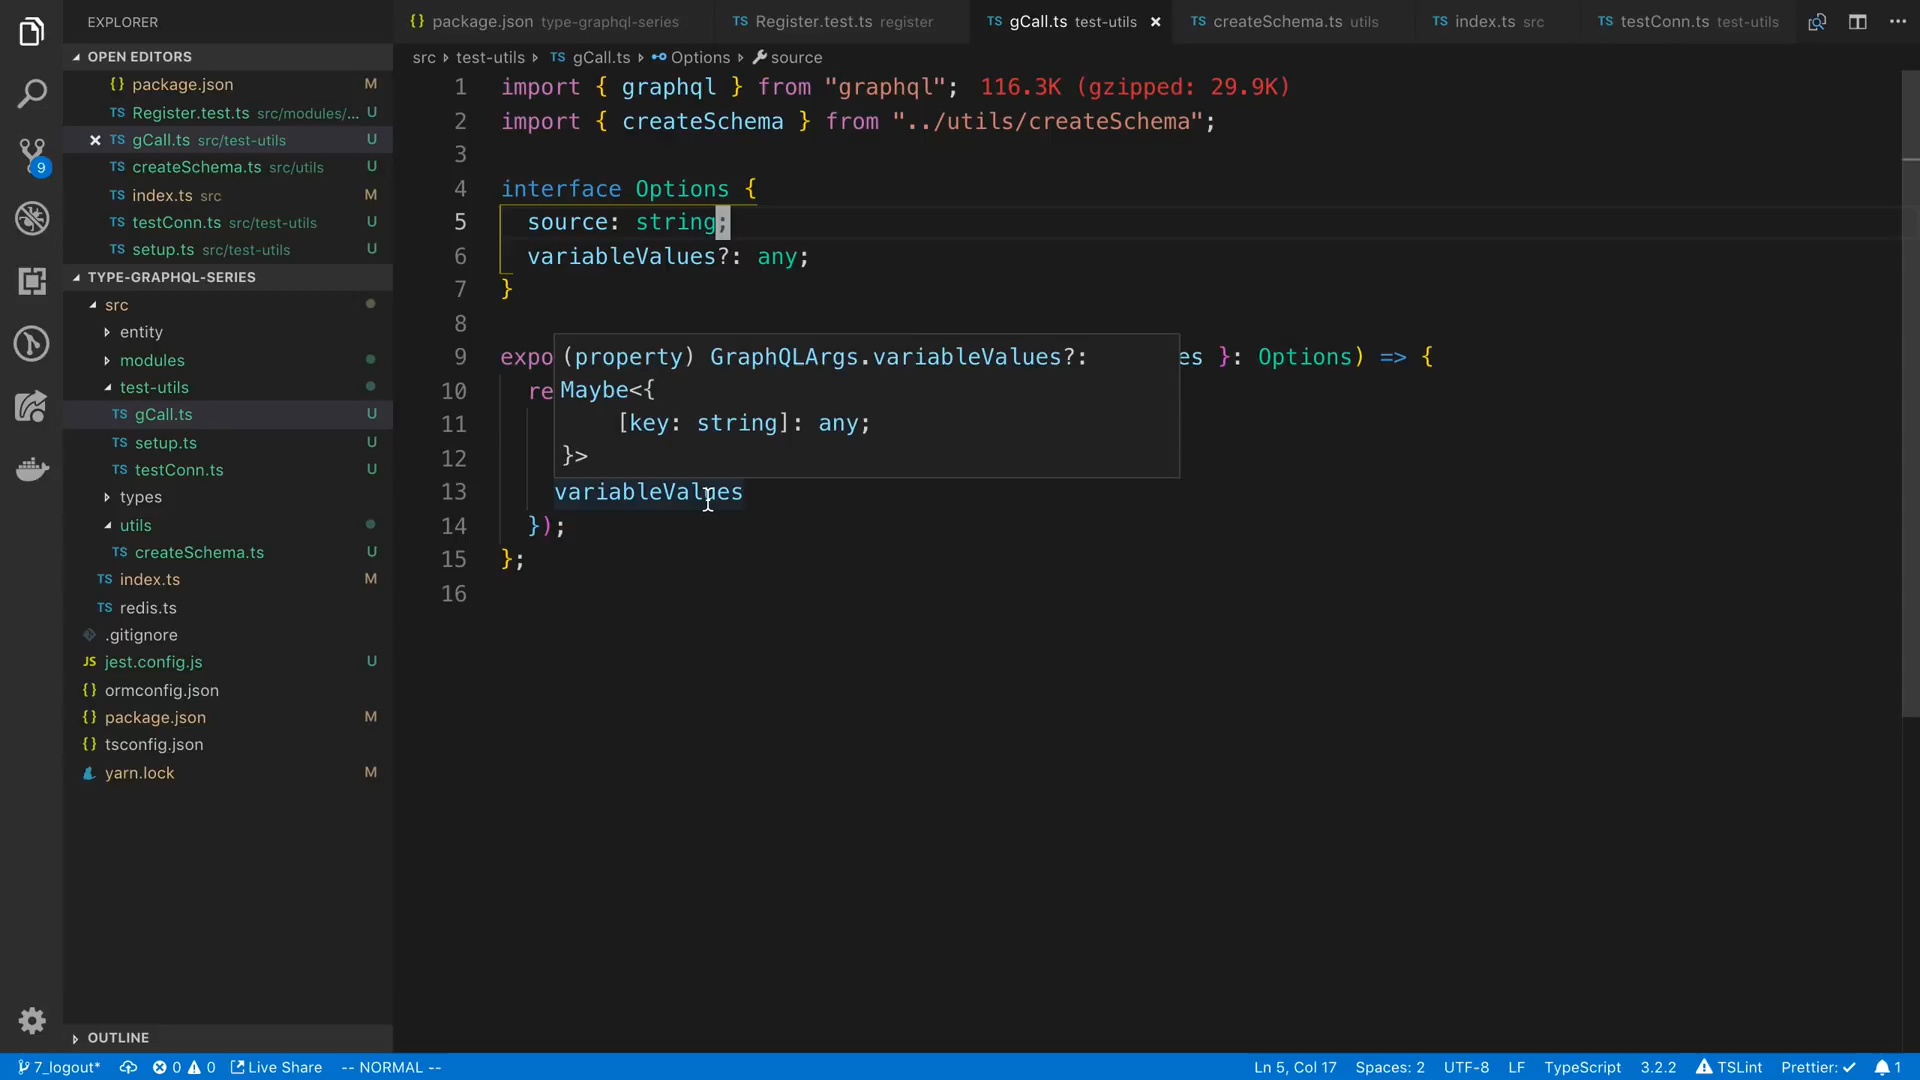 EXPLORER
OPEN EDITORS
{} package.json M
TS Register.test.ts src/modules/... U
TS gCall.ts src/test-utils U
TS createSchema.ts src/utils U
TS index.ts src M
TS testConn.ts src/test-utils U
TS setup.ts src/test-utils U
TYPE-GRAPHQL-SERIES
src
entity
modules
test-utils
TS gCall.ts U
TS setup.ts U
TS testConn.ts U
types
utils
TS createSchema.ts U
TS index.ts M
TS redis.ts
.gitignore
JS jest.config.js U
{} ormconfig.json
{} package.json M
{} tsconfig.json
yarn.lock M
OUTLINE
9
{} package.json type-graphql-series TS Register.test.ts register TS gCall.ts test-utils TS createSchema.ts utils TS index.ts src TS testConn.ts test-utils
src test-utils TS gCall.ts Options source
1 import { graphql } from "graphql"; 116.3K (gzipped: 29.9K)
2 import { createSchema } from "../utils/createSchema";
3
4 interface Options {
5 source: string;
6 variableValues?: any;
7 }
8
9 expo es }: Options) => {
10 re
11
12
13 variableValues
14 });
15 };
16
(property) GraphQLArgs.variableValues?:
Maybe<{
[key: string]: any;
}>
7_logout* 0 0 Live Share -- NORMAL -- Ln 5, Col 17 Spaces: 2 UTF-8 LF TypeScript 3.2.2 TSLint Prettier: ✓ 1